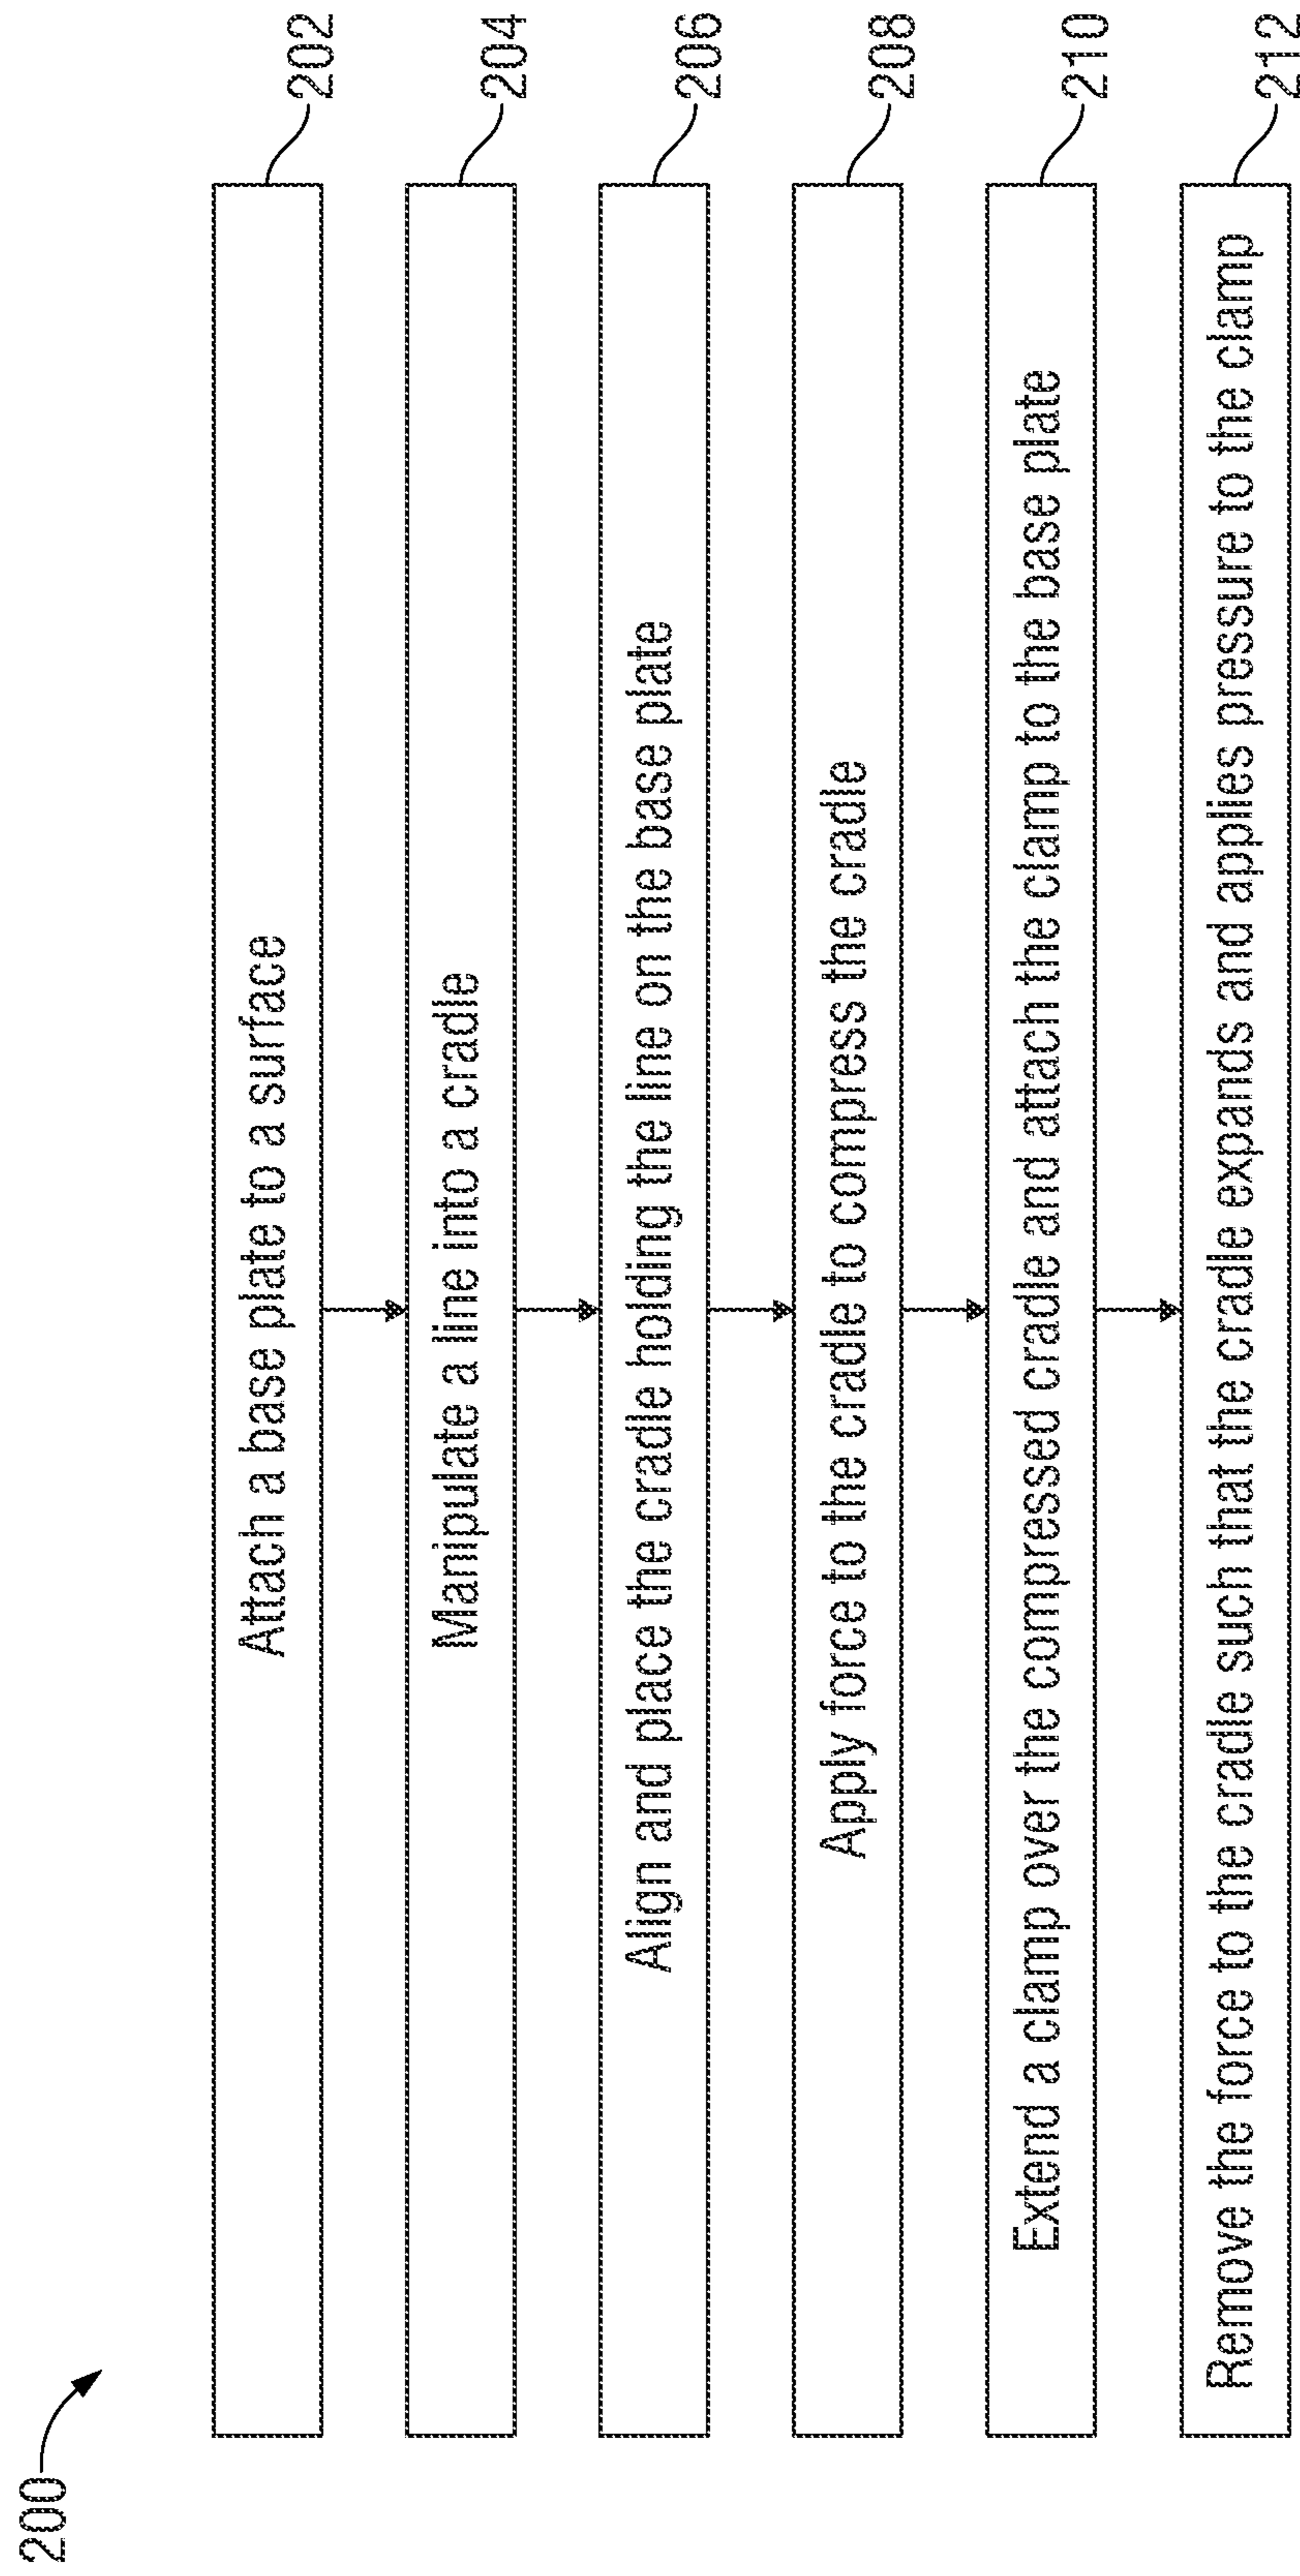 200
Attach a base plate to a surface
202
Manipulate a line into a cradle
204
Align and place the cradle holding the line on the base plate
206
Apply force to the cradle to compress the cradle
208
Extend a clamp over the compressed cradle and attach the clamp to the base plate
210
Remove the force to the cradle such that the cradle expands and applies pressure to the clamp
212